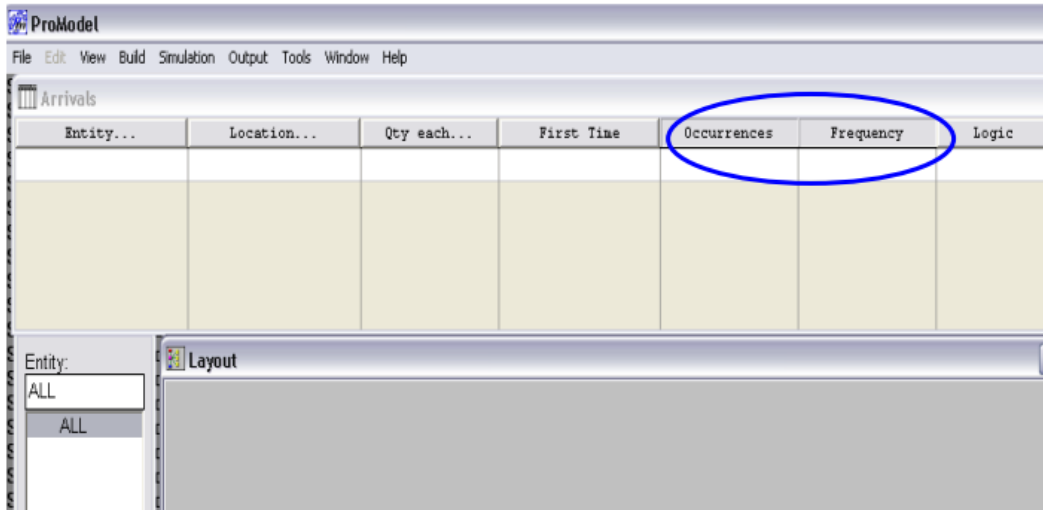 ProModel
File Edit View Build Simulation Output Tools Window Help
Arrivals
Entity... Location... Qty each... First Time Occurrences Frequency Logic
Entity:
Layout
ALL
ALL